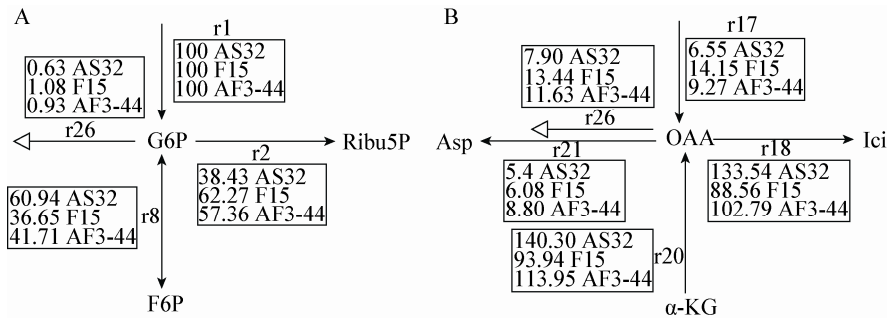 A
r1
100 AS32
100 F15
100 AF3-44
0.63 AS32
1.08 F15
0.93 AF3-44
r26
G6P
r2
Ribu5P
38.43 AS32
62.27 F15
57.36 AF3-44
60.94 AS32
36.65 F15
41.71 AF3-44
r8
F6P
B
r17
6.55 AS32
14.15 F15
9.27 AF3-44
7.90 AS32
13.44 F15
11.63 AF3-44
r26
Asp
r21
OAA
r18
Ici
5.4 AS32
6.08 F15
8.80 AF3-44
133.54 AS32
88.56 F15
102.79 AF3-44
140.30 AS32
93.94 F15
113.95 AF3-44
r20
α-KG